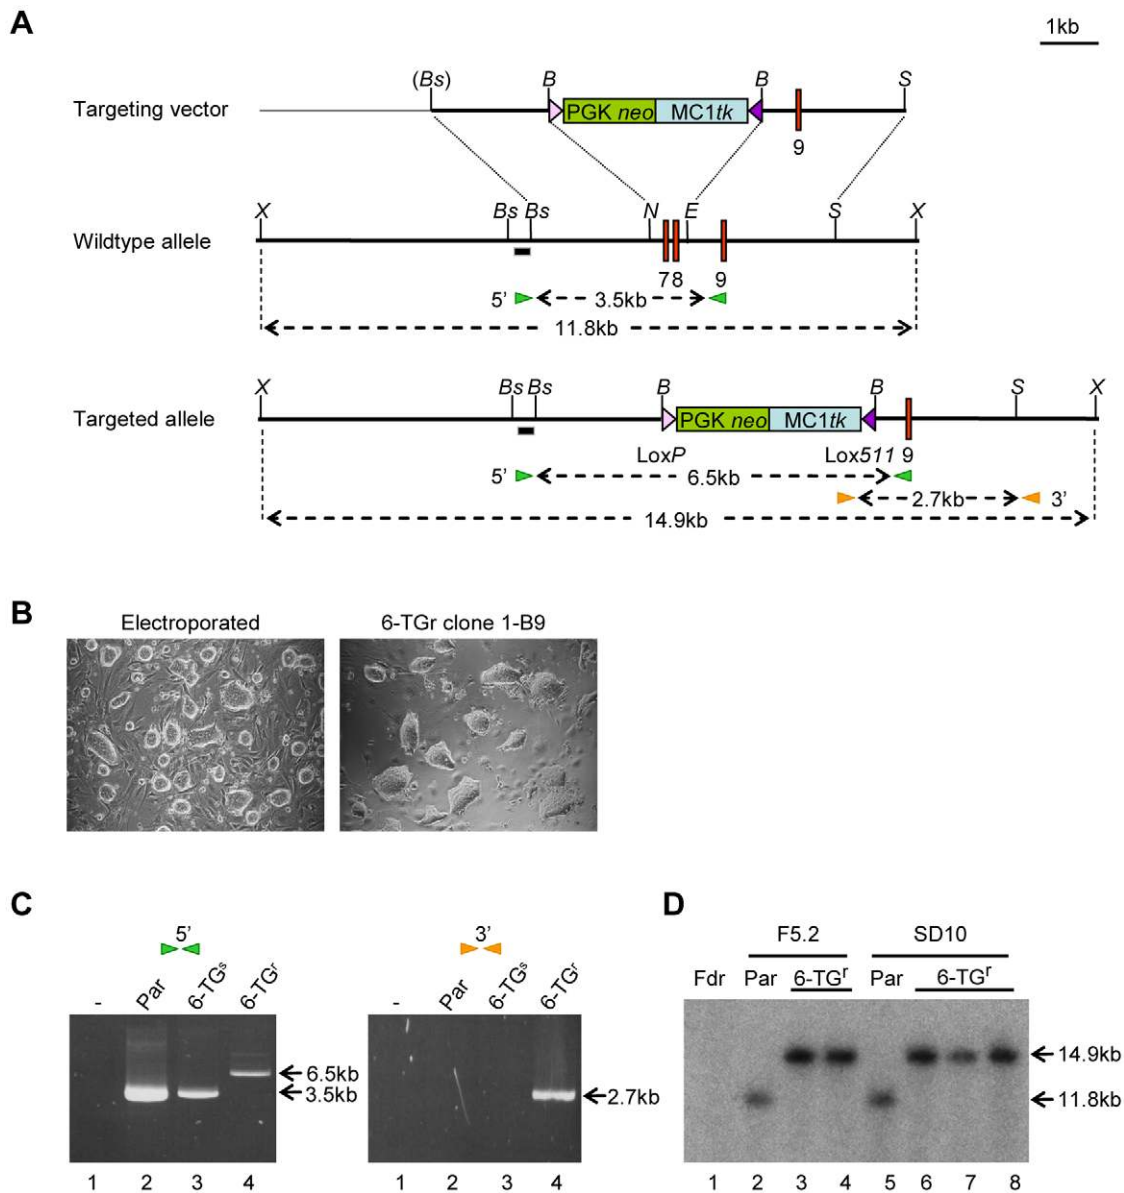 A
1kb
(Bs) B B S
Targeting vector PGK neo MC1tk
9
X Bs Bs N E S X
Wildtype allele
7 8 9
5’ 3.5kb
11.8kb
X Bs Bs B B S X
Targeted allele PGK neo MC1tk
LoxP Lox511 9
5’ 6.5kb
2.7kb 3’
14.9kb
B
Electroporated 6-TGr clone 1-B9
C
5’
- Par 6-TGˢ 6-TGʳ
6.5kb
3.5kb
1 2 3 4
3’
- Par 6-TGˢ 6-TGʳ
2.7kb
1 2 3 4
D
F5.2 SD10
Fdr Par 6-TGʳ Par 6-TGʳ
14.9kb
11.8kb
1 2 3 4 5 6 7 8